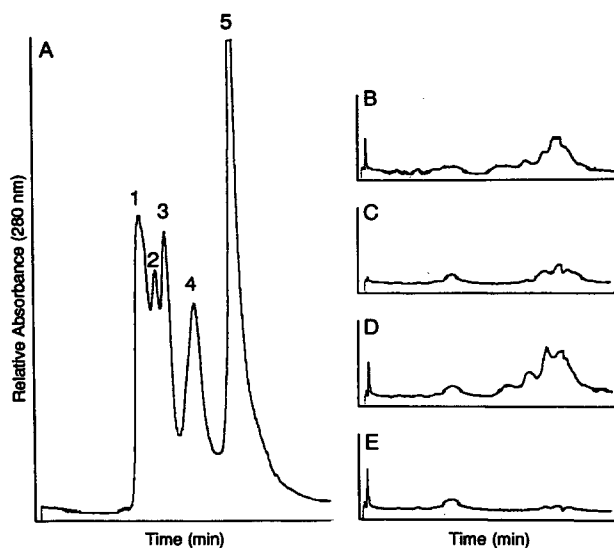 A
5
1
3
2
4
Relative Absorbance (280 nm)
Time (min)
B
C
D
E
Time (min)